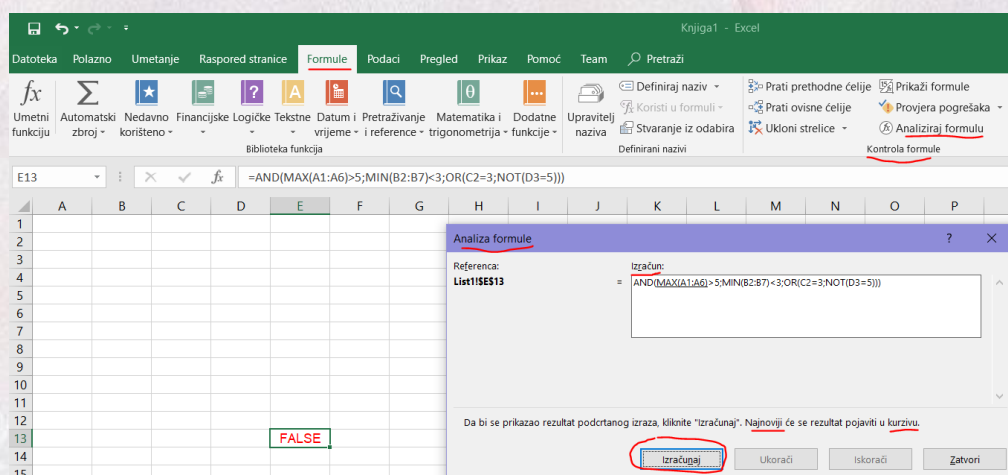 Knjiga1 - Excel
Datoteka Polazno Umetanje Raspored stranice Formule Podaci Pregled Prikaz Pomoć Team Pretraži
fx Σ ? A θ
Umetni funkciju
Automatski zbroj
Nedavno korišteno
Financijske
Logičke
Tekstne
Datum i vrijeme
Pretraživanje i reference
Matematika i trigonometrija
Dodatne funkcije
Biblioteka funkcija
Upravitelj naziva
Definiraj naziv
Koristi u formuli
Stvaranje iz odabira
Definirani nazivi
Prati prethodne ćelije
Prati ovisne ćelije
Ukloni strelice
Prikaži formule
Provjera pogrešaka
Analiziraj formulu
Kontrola formule
E13 fx =AND(MAX(A1:A6)>5;MIN(B2:B7)<3;OR(C2=3;NOT(D3=5)))
A B C D E F G H I J K L M N O P
1
2
3
4
5
6
7
8
9
10
11
12
13 FALSE
14
15
Analiza formule ?
Referenca: Izračun:
List1!$E$13 = AND(MAX(A1:A6)>5;MIN(B2:B7)<3;OR(C2=3;NOT(D3=5)))
Da bi se prikazao rezultat podcrtanog izraza, kliknite "Izračunaj". Najnoviji će se rezultat pojaviti u kurzivu.
Izračunaj Ukorači Iskorači Zatvori